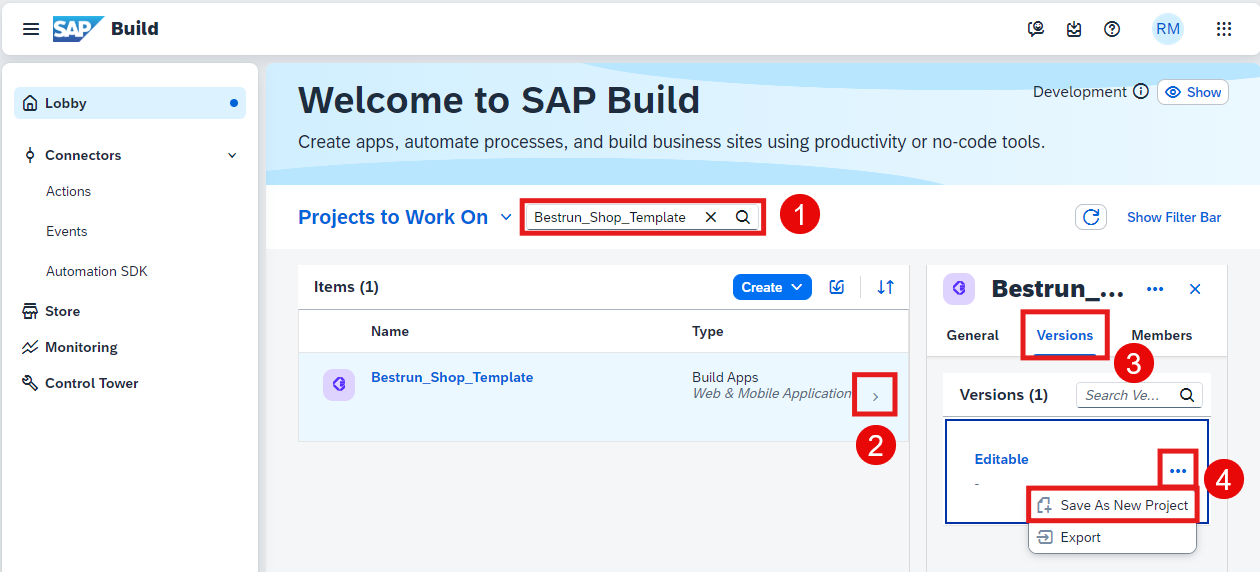 SAP Build
RM
Lobby
Connectors
Actions
Events
Automation SDK
Store
Monitoring
Control Tower
Welcome to SAP Build
Development
Show
Create apps, automate processes, and build business sites using productivity or no-code tools.
Projects to Work On
Bestrun_Shop_Template
1
Show Filter Bar
Items (1)
Create
Name
Type
Bestrun_Shop_Template
Build Apps
Web & Mobile Application
2
Bestrun_...
General
Versions
Members
3
Versions (1)
Search Ve...
Editable
-
4
Save As New Project
Export